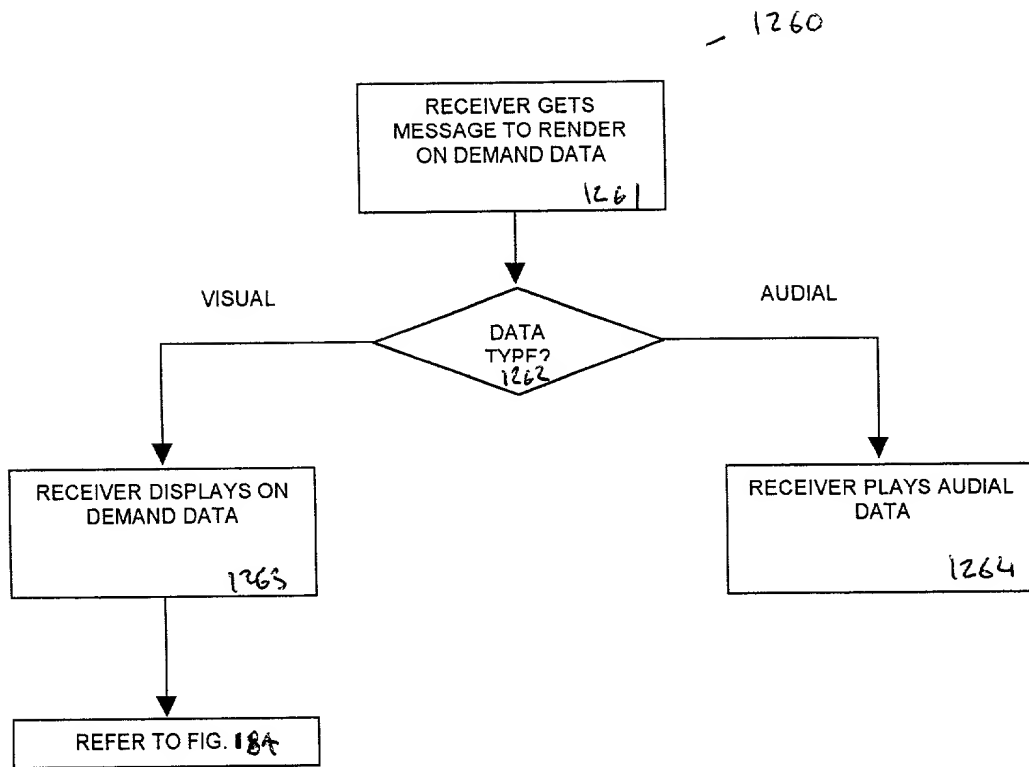 1260
RECEIVER GETS
MESSAGE TO RENDER
ON DEMAND DATA
1261
VISUAL
AUDIAL
DATA
TYPE?
1262
RECEIVER DISPLAYS ON
DEMAND DATA
1263
RECEIVER PLAYS AUDIAL
DATA
1264
REFER TO FIG. 18A